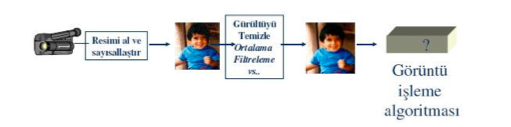 Resimi al ve
sayısallaştır
Gürültüyü
Temizle
Ortalama
Filtreleme
vs..
?
Görüntü
işleme
algoritması